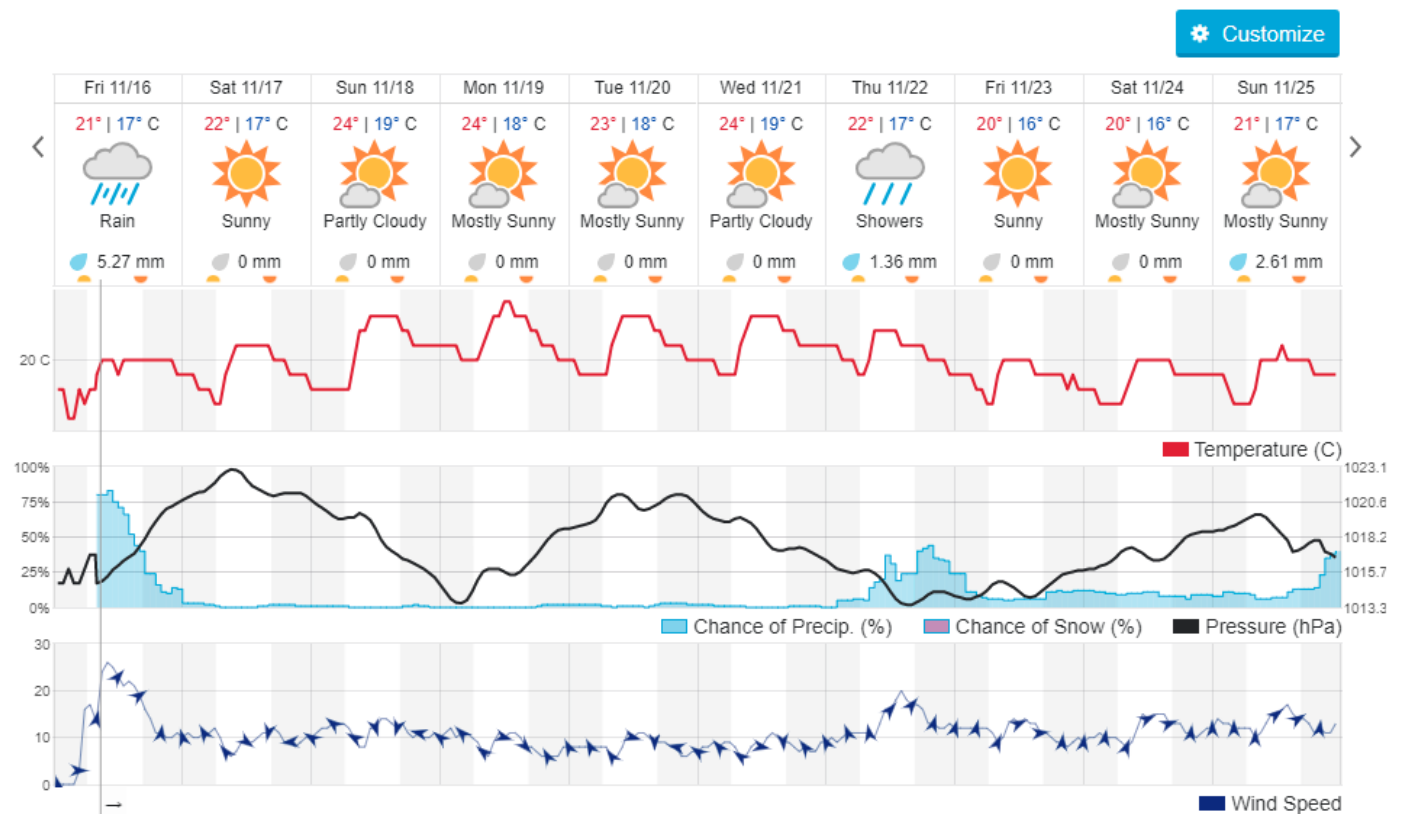 Customize
Fri 11/16 Sat 11/17 Sun 11/18 Mon 11/19 Tue 11/20 Wed 11/21 Thu 11/22 Fri 11/23 Sat 11/24 Sun 11/25
21° | 17° C 22° | 17° C 24° | 19° C 24° | 18° C 23° | 18° C 24° | 19° C 22° | 17° C 20° | 16° C 20° | 16° C 21° | 17° C
Rain Sunny Partly Cloudy Mostly Sunny Mostly Sunny Partly Cloudy Showers Sunny Mostly Sunny Mostly Sunny
5.27 mm 0 mm 0 mm 0 mm 0 mm 0 mm 1.36 mm 0 mm 0 mm 2.61 mm
20 C
Temperature (C)
100% 1023.1
75% 1020.6
50% 1018.2
25% 1015.7
0% 1013.3
Chance of Precip. (%) Chance of Snow (%) Pressure (hPa)
30
20
10
0
Wind Speed